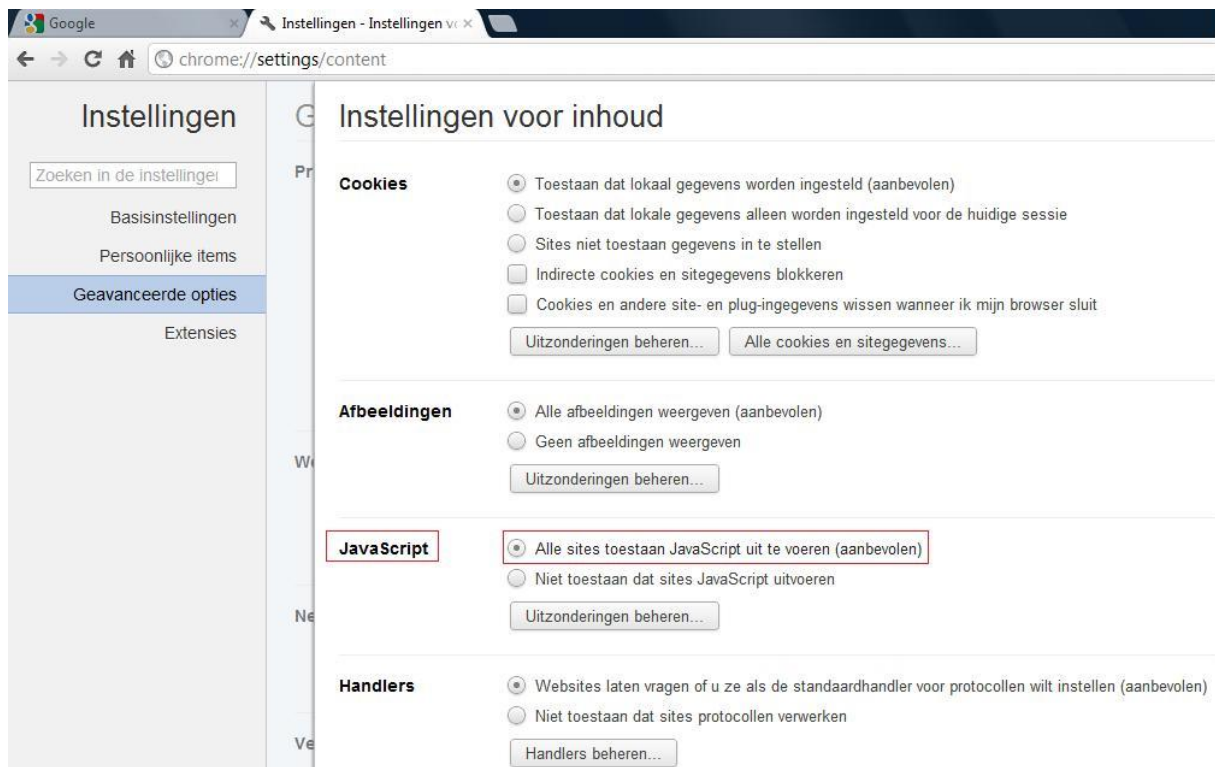 Google
Instellingen - Instellingen vo
chrome://settings/content
Instellingen
Zoeken in de instellinge
Basisinstellingen
Persoonlijke items
Geavanceerde opties
Extensies
G
Pr
We
Ne
Ve
Instellingen voor inhoud
Cookies
Toestaan dat lokaal gegevens worden ingesteld (aanbevolen)
Toestaan dat lokale gegevens alleen worden ingesteld voor de huidige sessie
Sites niet toestaan gegevens in te stellen
Indirecte cookies en sitegegevens blokkeren
Cookies en andere site- en plug-ingegevens wissen wanneer ik mijn browser sluit
Uitzonderingen beheren... Alle cookies en sitegegevens...
Afbeeldingen
Alle afbeeldingen weergeven (aanbevolen)
Geen afbeeldingen weergeven
Uitzonderingen beheren...
JavaScript
Alle sites toestaan JavaScript uit te voeren (aanbevolen)
Niet toestaan dat sites JavaScript uitvoeren
Uitzonderingen beheren...
Handlers
Websites laten vragen of u ze als de standaardhandler voor protocollen wilt instellen (aanbevolen)
Niet toestaan dat sites protocollen verwerken
Handlers beheren...